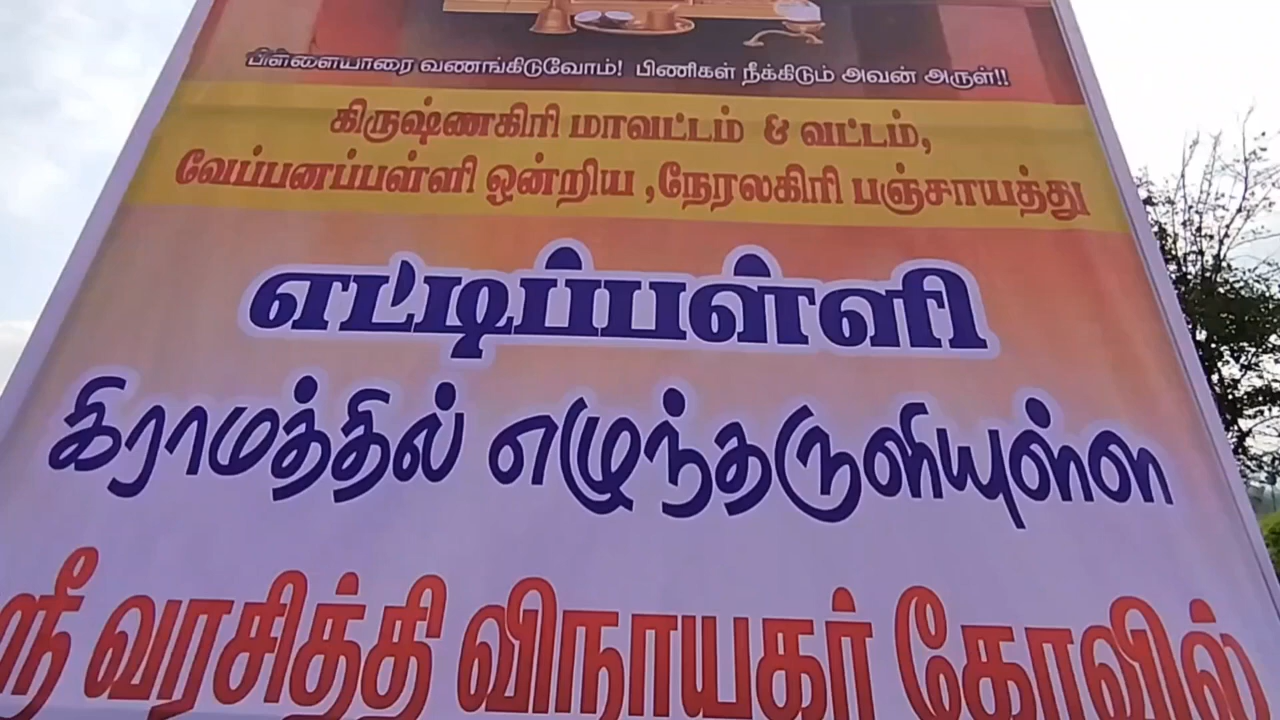 பிள்ளையாரை வணங்கிடுவோம்! பிணிகள் நீக்கிடும் அவன் அருள்!!
கிருஷ்ணகிரி மாவட்டம் & வட்டம்,
வேப்பனப்பள்ளி ஒன்றிய ,நேரலகிரி பஞ்சாயத்து
எட்டிப்பள்ளி
கிராமத்தில் எழுந்தருளியுள்ள
ஸ்ரீ வரசித்தி விநாயகர் கோவில்